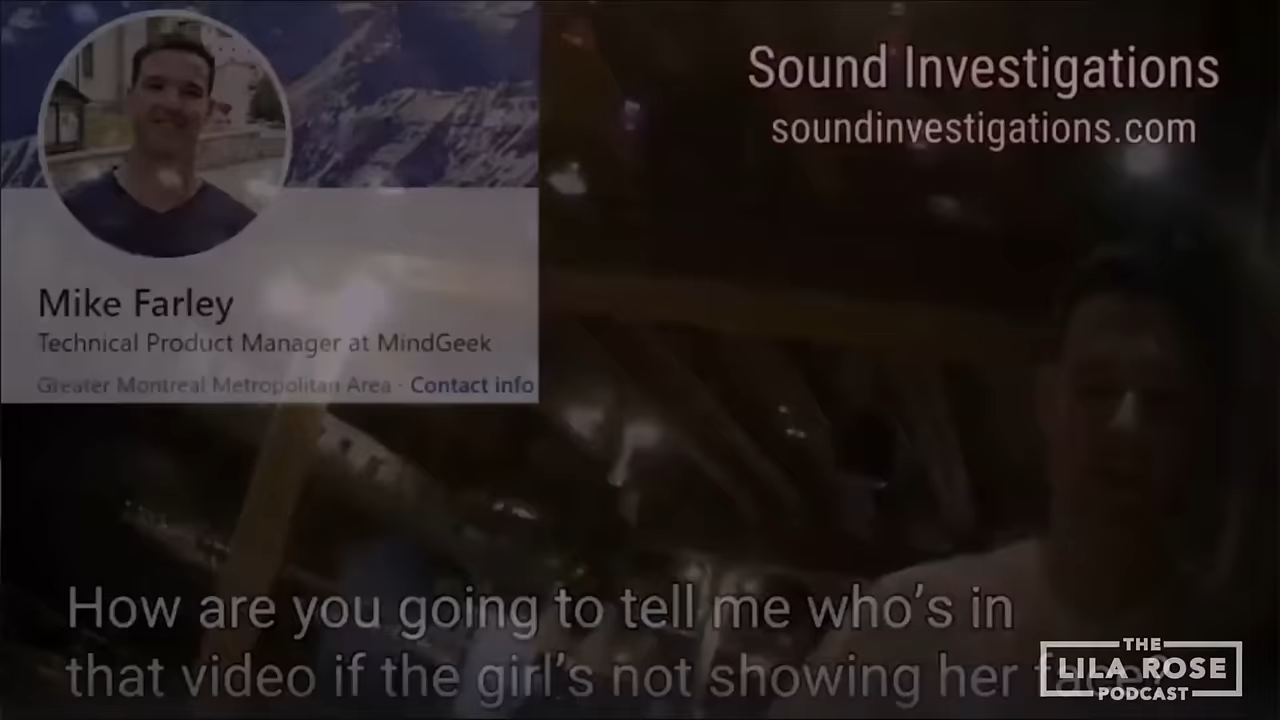 Sound Investigations
soundinvestigations.com
Mike Farley
Technical Product Manager at MindGeek
Greater Montreal Metropolitan Area · Contact info
How are you going to tell me who's in
that video if the girl's not showing her
THE
LILA ROSE
PODCAST